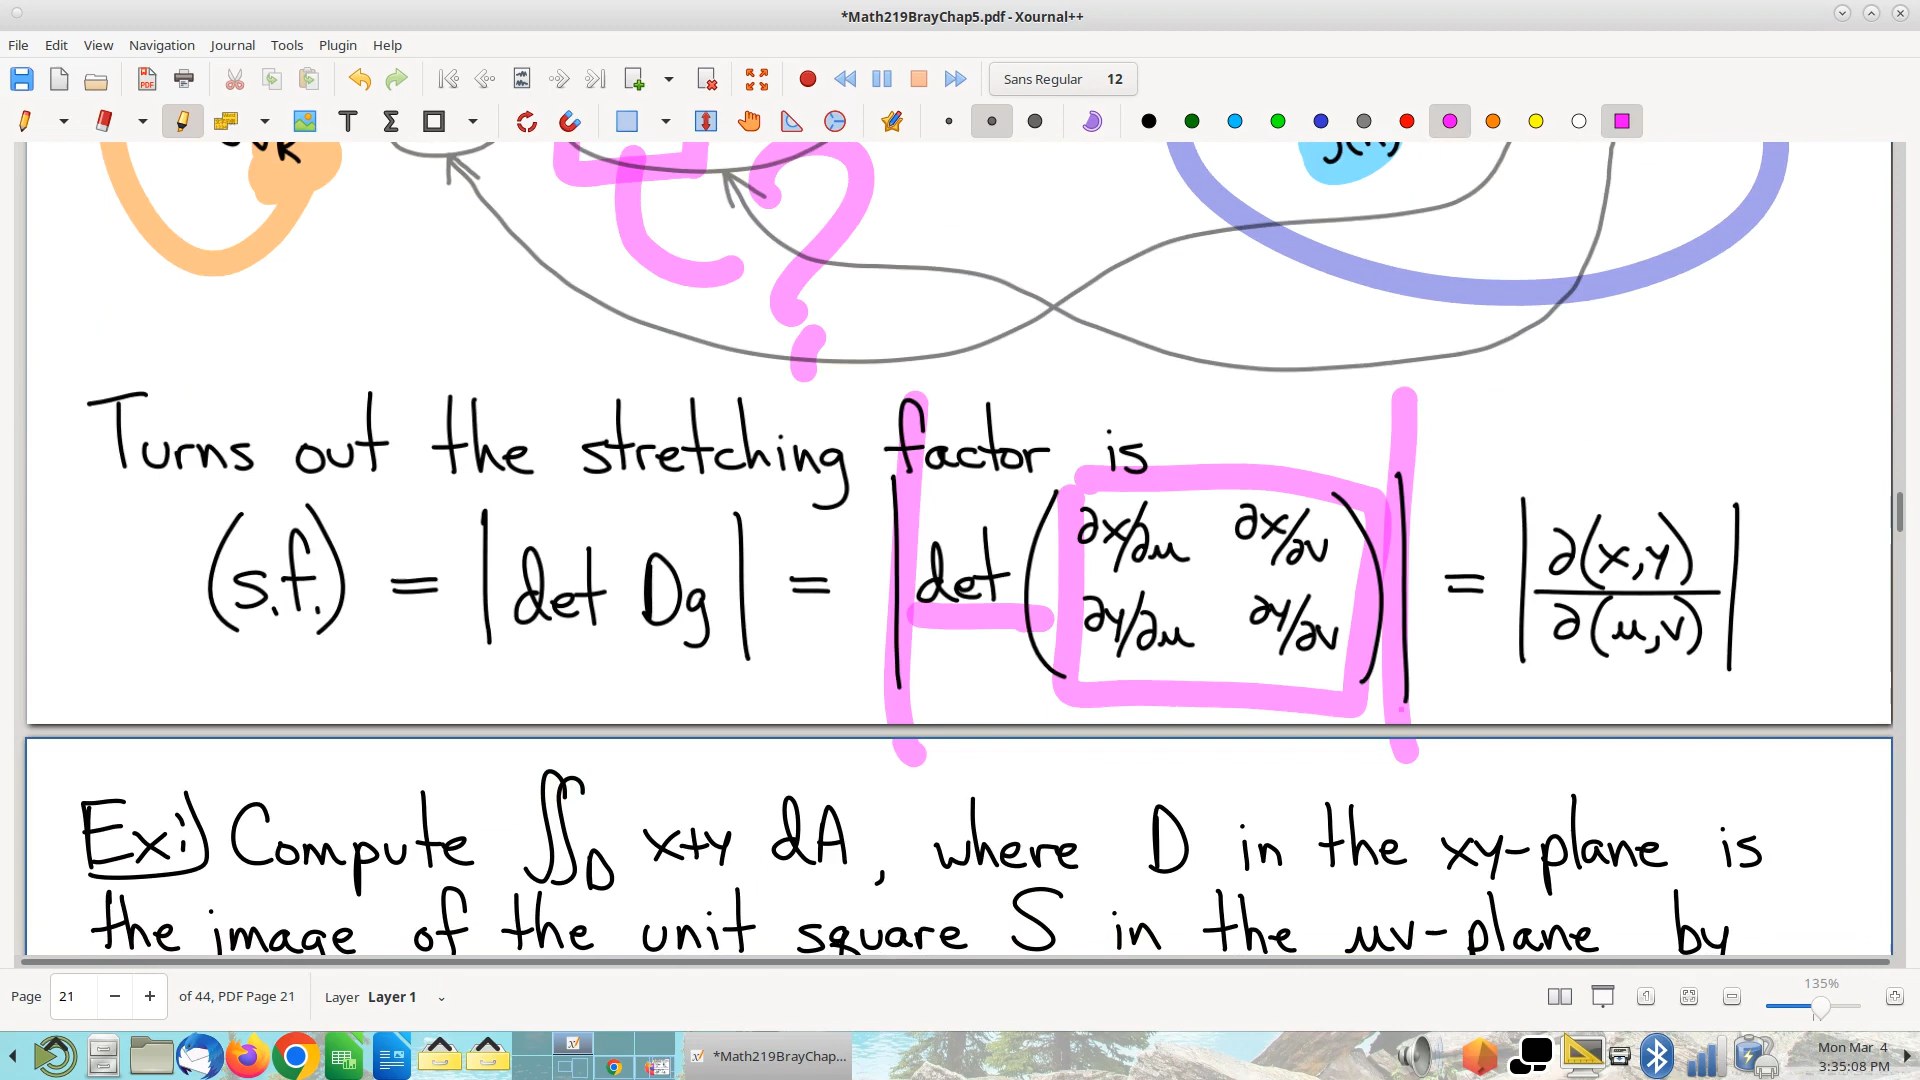 *Math219BrayChap5.pdf - Xournal++
File Edit View Navigation Journal Tools Plugin Help
Sans Regular 12
Turns out the stretching factor is
(s.f.) = |det Dg| = |det (∂x/∂u ∂x/∂v
∂y/∂u ∂y/∂v)| = |∂(x,y)/∂(u,v)|
Ex:) Compute ∬_D x+y dA, where D in the xy-plane is
the image of the unit square S in the uv-plane by
Page 21 of 44, PDF Page 21 Layer Layer 1 135%
*Math219BrayChap... Mon Mar 4
3:35:08 PM